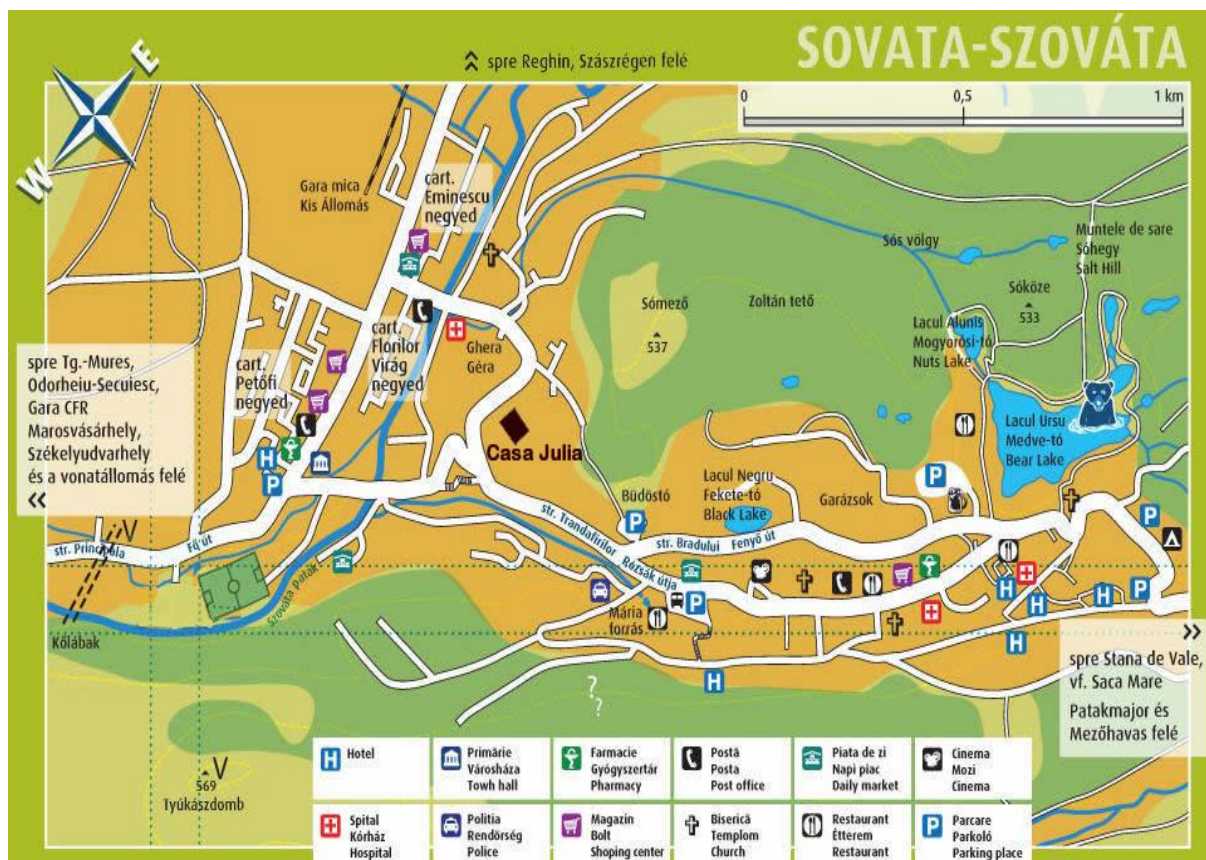 SOVATA-SZOVÁTA
spre Reghin, Szászrégen felé
0 0,5 1 km
E
W
Gara mica
Kis Állomás
cart.
Eminescu
negyed
Muntele de sare
Sóhegy
Salt Hill
Sós völgy
Sóköze
533
Sómező
537
Zoltán tető
Lacul Alunis
Mogyorósi-tó
Nuts Lake
Ghera
Géra
cart.
Florilor
Virág
negyed
cart.
Petőfi
negyed
spre Tg.-Mures,
Odorheiu-Secuiesc,
Gara CFR
Marosvásárhely,
Székelyudvarhely
és a vonatállomás felé
Casa Julia
Lacul Ursu
Medve-tó
Bear Lake
Büdöstó
Lacul Negru
Fekete-tó
Black Lake
Garázsok
H
P
P
P
V
str. Principala Fő út
str. Trandafirilor Rózsák útja
str. Bradului Fenyő út
Szováta patak
P
P
H
H
H
H
H
Mária
forrás
Kőlábak
spre Stana de Vale,
vf. Saca Mare
Patakmajor és
Mezőhavas felé
?
?
569 V
Tyúkászdomb
H Hotel
Primărie
Városháza
Towh hall
Farmacie
Gyógyszertár
Pharmacy
Postă
Posta
Post office
Piata de zi
Napi piac
Daily market
Cinema
Mozi
Cinema
Spital
Kórház
Hospital
Politia
Rendőrség
Police
Magazin
Bolt
Shoping center
Biserică
Templom
Church
Restaurant
Étterem
Restaurant
P Parcare
Parkoló
Parking place